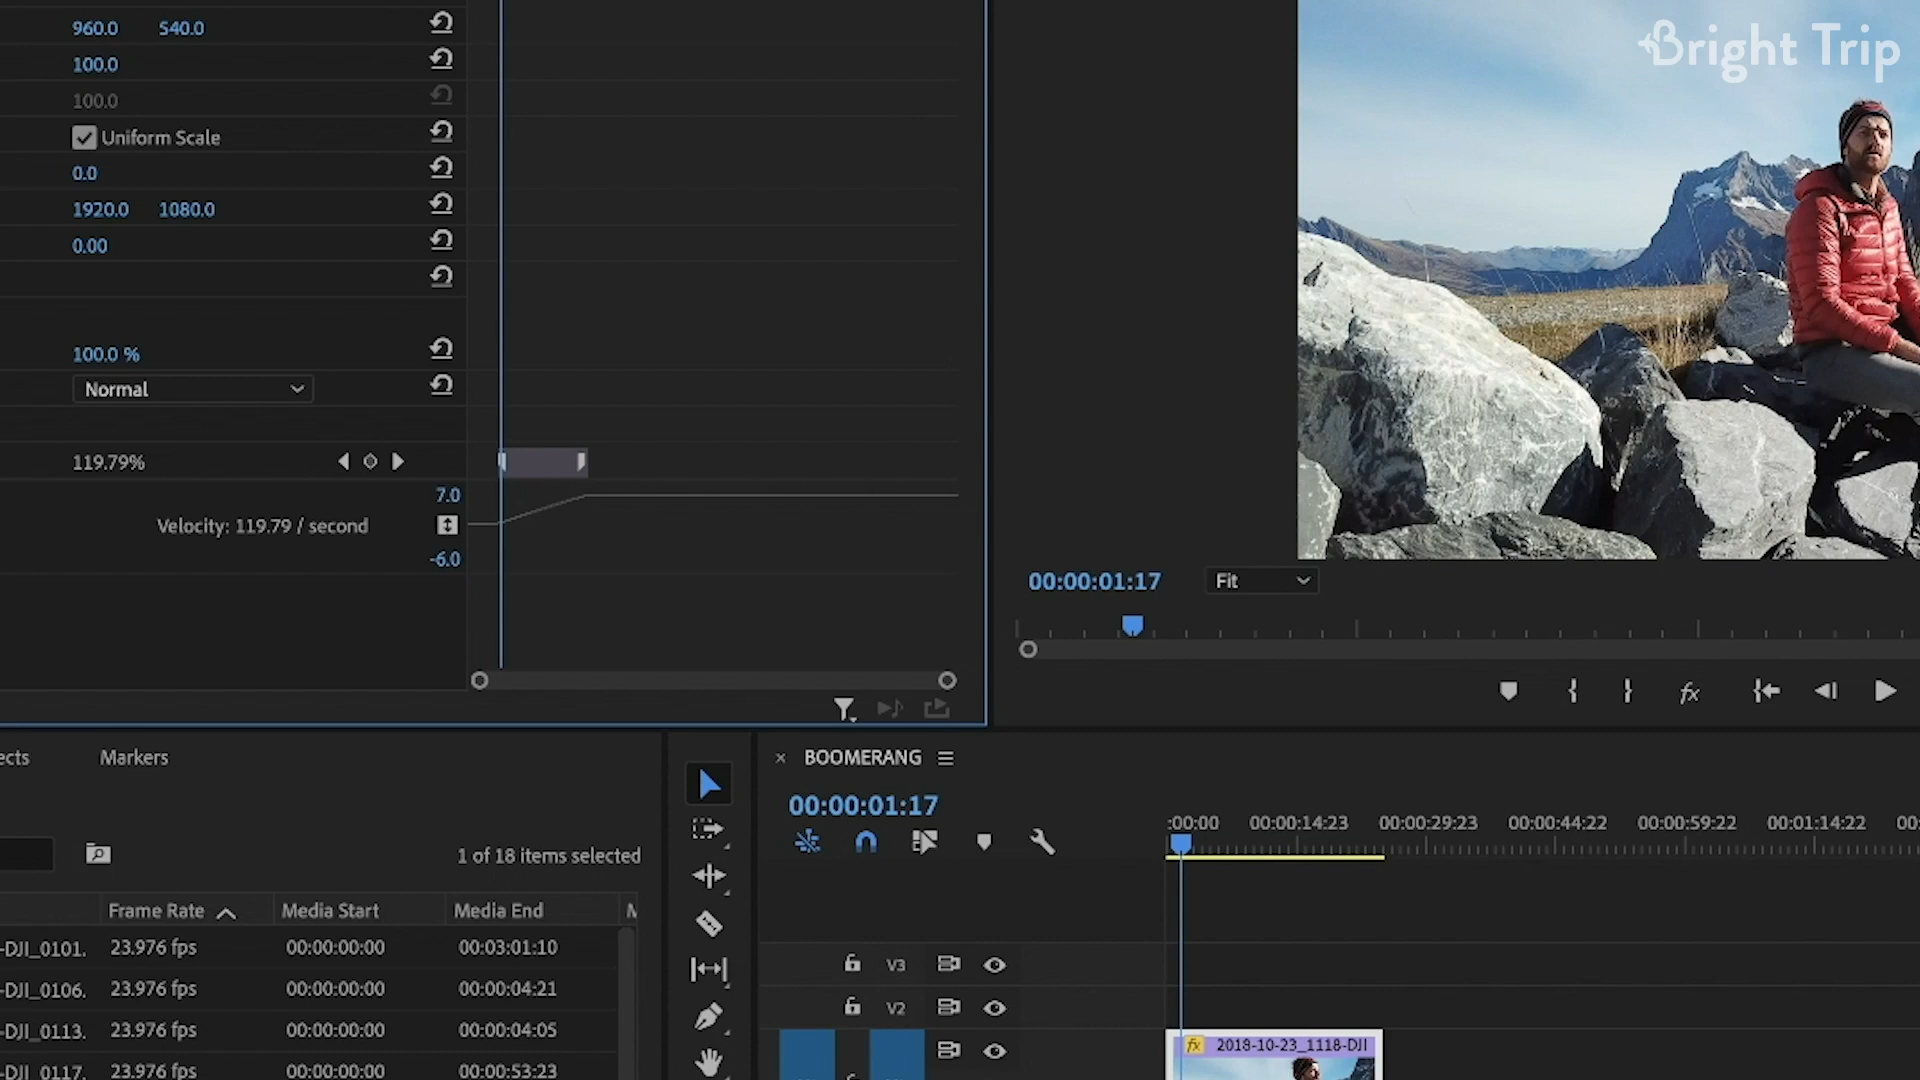 960.0 540.0
Bright Trip
100.0
100.0
Uniform Scale
0.0
1920.0 1080.0
0.00
100.0 %
Normal
119.79%
7.0
Velocity: 119.79 / second
-6.0
00:00:01:17 Fit
fx
ects Markers
× BOOMERANG
00:00:01:17
:00:00 00:00:14:23 00:00:29:23 00:00:44:22 00:00:59:22 00:01:14:22 00
1 of 18 items selected
Frame Rate Media Start Media End M
-DJI_0101. 23.976 fps 00:00:00:00 00:03:01:10
V3
-DJI_0106. 23.976 fps 00:00:00:00 00:00:04:21
V2
-DJI_0113. 23.976 fps 00:00:00:00 00:00:04:05
fx 2018-10-23_1118-DJI
-DJI_0117. 23.976 fps 00:00:00:00 00:00:53:23